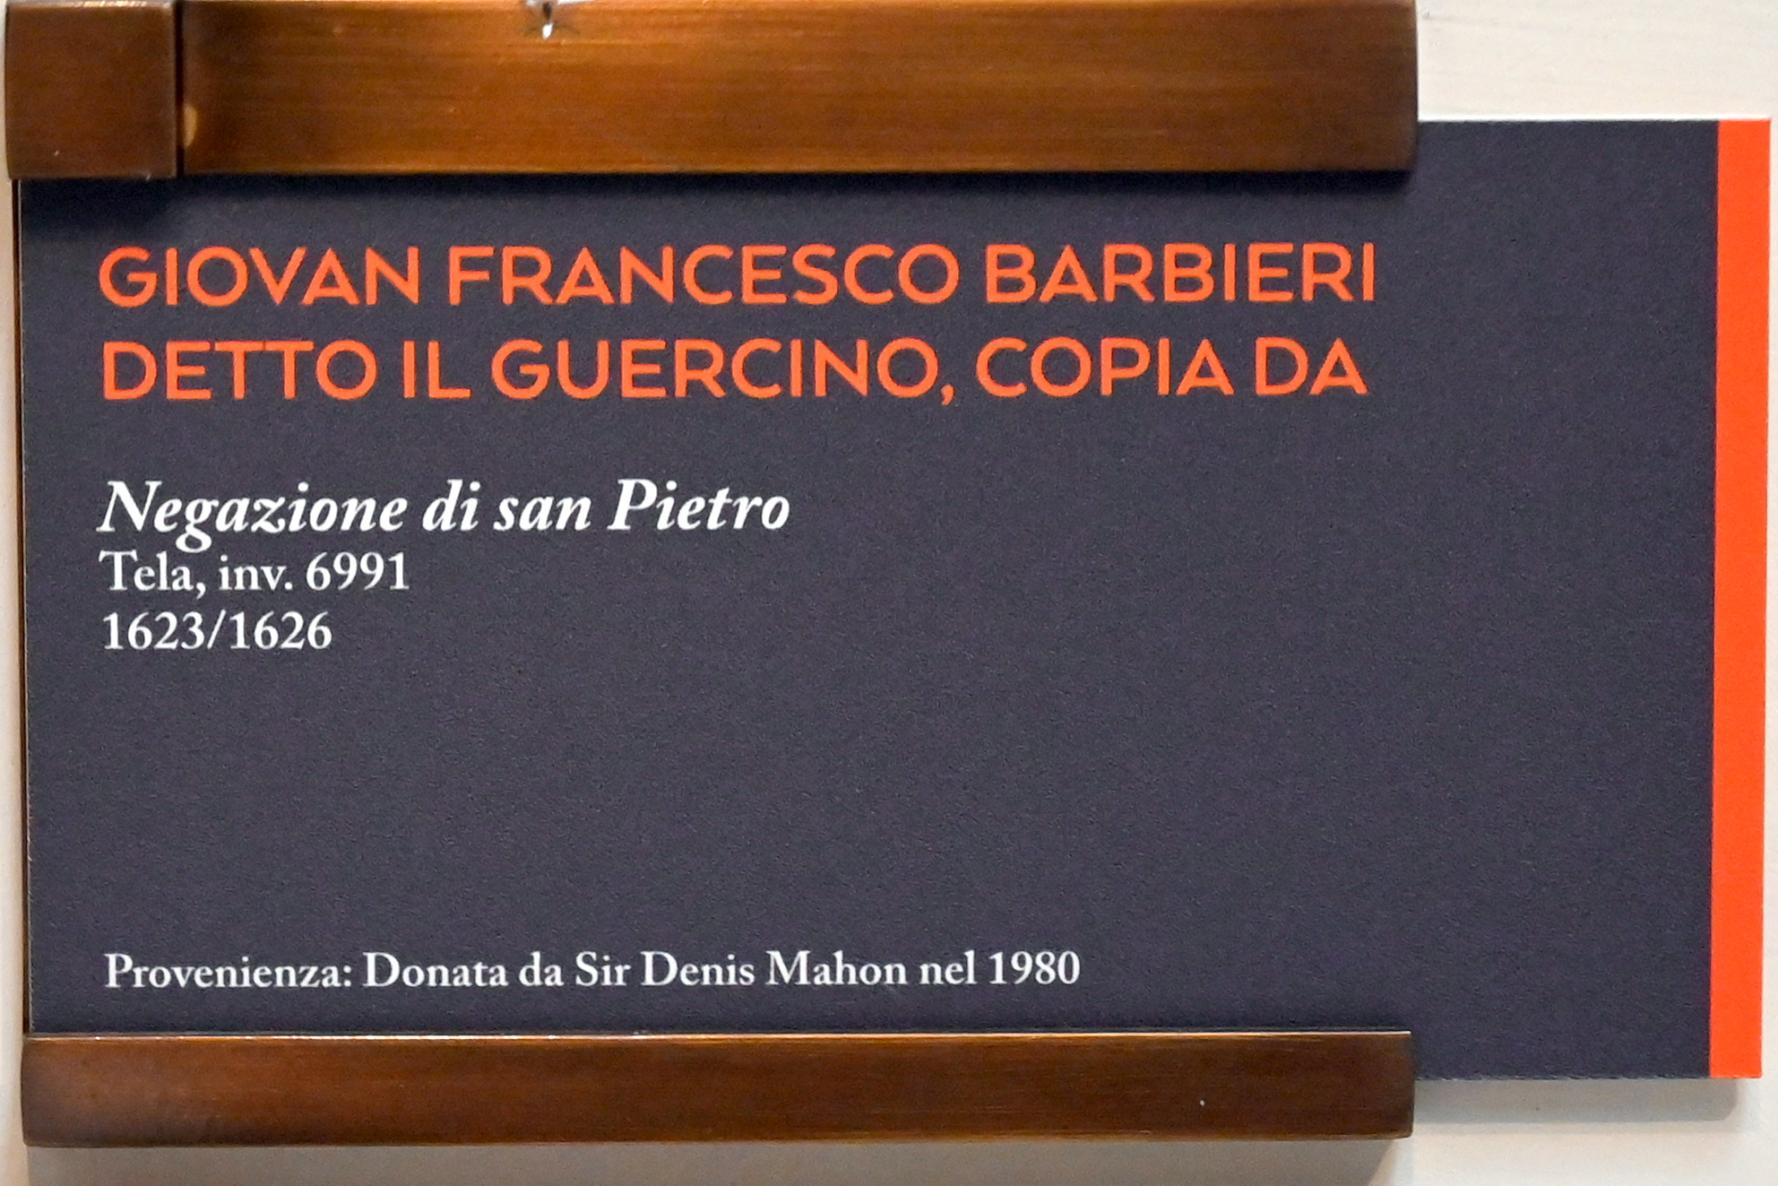 GIOVAN FRANCESCO BARBIERI
DETTO IL GUERCINO, COPIA DA
Negazione di san Pietro
Tela, inv. 6991
1623/1626
Provenienza: Donata da Sir Denis Mahon nel 1980